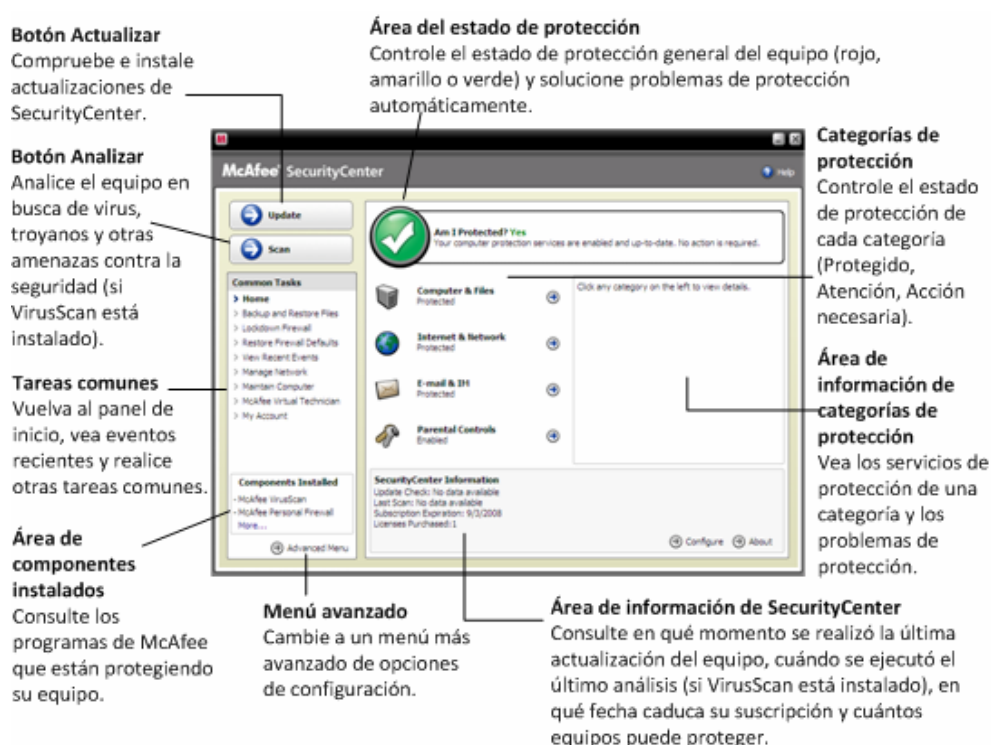 Botón Actualizar
Compruebe e instale
actualizaciones de
SecurityCenter.
Área del estado de protección
Controle el estado de protección general del equipo (rojo,
amarillo o verde) y solucione problemas de protección
automáticamente.
Botón Analizar
Analice el equipo en
busca de virus,
troyanos y otras
amenazas contra la
seguridad (si
VirusScan está
instalado).
Tareas comunes
Vuelva al panel de
inicio, vea eventos
recientes y realice
otras tareas comunes.
Área de
componentes
instalados
Consulte los
programas de McAfee
que están protegiendo
su equipo.
McAfee® SecurityCenter
Help
Update
Scan
Common Tasks
> Home
> Backup and Restore Files
> Lockdown Firewall
> Restore Firewall Defaults
> View Recent Events
> Manage Network
> Maintain Computer
> McAfee Virtual Technician
> My Account
Components Installed
- McAfee VirusScan
- McAfee Personal Firewall
More...
Advanced Menu
Am I Protected? Yes
Your computer protection services are enabled and up-to-date. No action is required.
Computer & Files
Protected
Internet & Network
Protected
E-mail & IM
Protected
Parental Controls
Enabled
Click any category on the left to view details.
SecurityCenter Information
Update Check: No data available
Last Scan: No data available
Subscription Expiration: 9/3/2008
Licenses Purchased: 1
Configure
About
Categorías de
protección
Controle el estado
de protección de
cada categoría
(Protegido,
Atención, Acción
necesaria).
Área de
información de
categorías de
protección
Vea los servicios de
protección de una
categoría y los
problemas de
protección.
Menú avanzado
Cambie a un menú más
avanzado de opciones
de configuración.
Área de información de SecurityCenter
Consulte en qué momento se realizó la última
actualización del equipo, cuándo se ejecutó el
último análisis (si VirusScan está instalado), en
qué fecha caduca su suscripción y cuántos
equipos puede proteger.